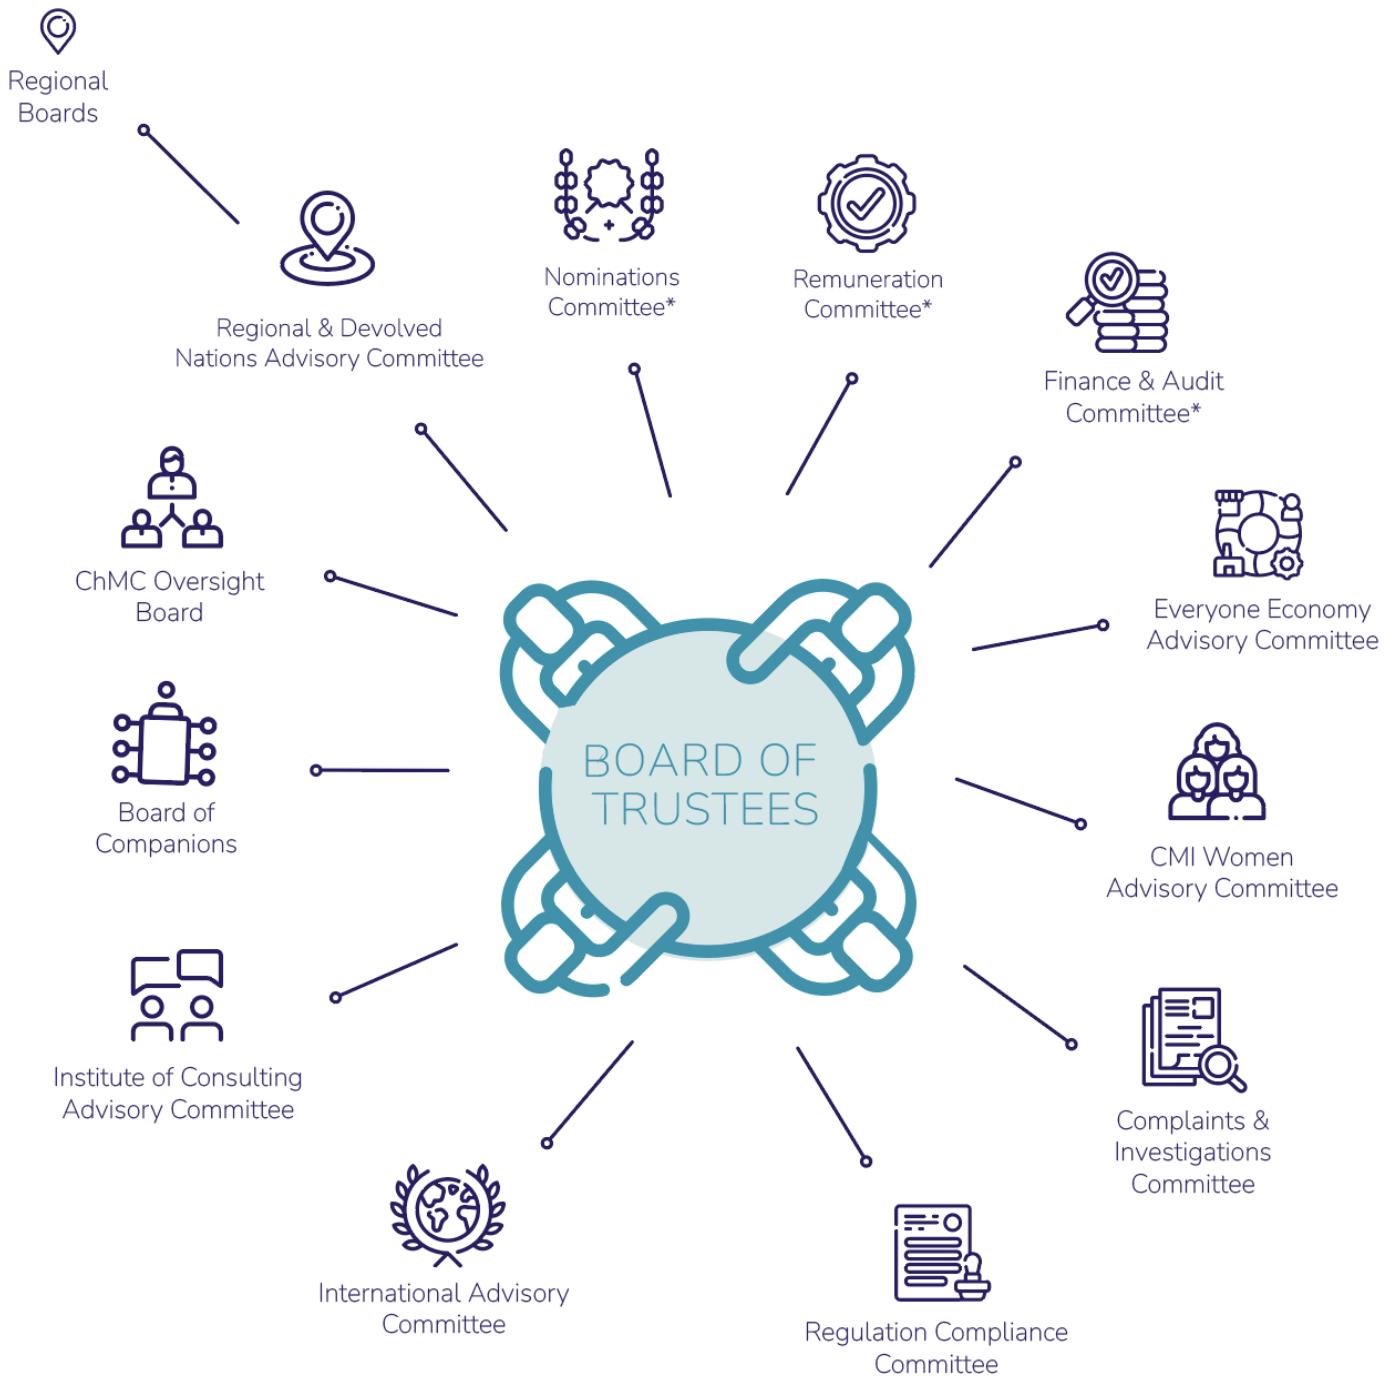 Regional
Boards
Regional & Devolved
Nations Advisory Committee
Nominations
Committee*
Remuneration
Committee*
Finance & Audit
Committee*
Everyone Economy
Advisory Committee
CMI Women
Advisory Committee
Complaints &
Investigations
Committee
Regulation Compliance
Committee
International Advisory
Committee
Institute of Consulting
Advisory Committee
Board of
Companions
ChMC Oversight
Board
BOARD OF
TRUSTEES